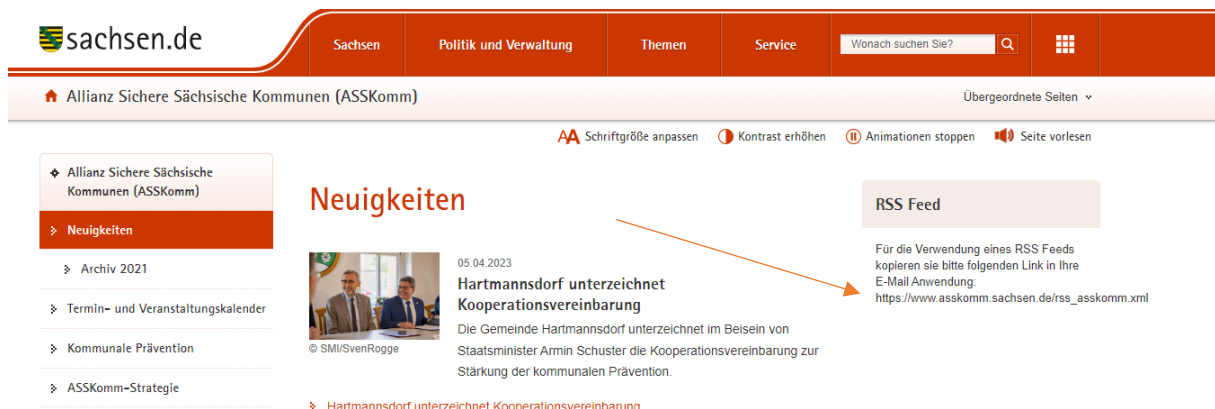 sachsen.de
Sachsen
Politik und Verwaltung
Themen
Service
Wonach suchen Sie?
Allianz Sichere Sächsische Kommunen (ASSKomm)
Übergeordnete Seiten
AA Schriftgröße anpassen
Kontrast erhöhen
Animationen stoppen
Seite vorlesen
Allianz Sichere Sächsische
Kommunen (ASSKomm)
Neuigkeiten
Archiv 2021
Termin- und Veranstaltungskalender
Kommunale Prävention
ASSKomm-Strategie
Neuigkeiten
© SMI/SvenRogge
05.04.2023
Hartmannsdorf unterzeichnet
Kooperationsvereinbarung
Die Gemeinde Hartmannsdorf unterzeichnet im Beisein von
Staatsminister Armin Schuster die Kooperationsvereinbarung zur
Stärkung der kommunalen Prävention.
Hartmannsdorf unterzeichnet Kooperationsvereinbarung
RSS Feed
Für die Verwendung eines RSS Feeds
kopieren sie bitte folgenden Link in Ihre
E-Mail Anwendung:
https://www.asskomm.sachsen.de/rss_asskomm.xml